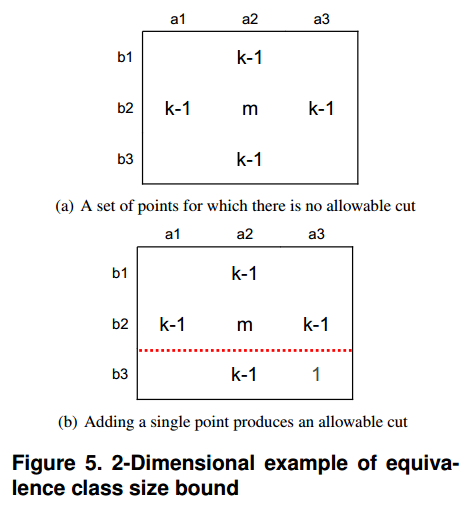 a1 a2 a3
b1 k-1
b2 k-1 m k-1
b3 k-1
(a) A set of points for which there is no allowable cut
a1 a2 a3
b1 k-1
b2 k-1 m k-1
b3 k-1 1
(b) Adding a single point produces an allowable cut
Figure 5. 2-Dimensional example of equiva-
lence class size bound